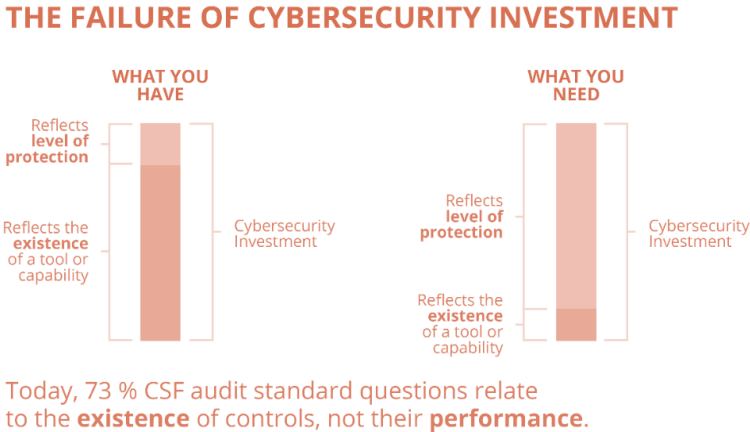 THE FAILURE OF CYBERSECURITY INVESTMENT
WHAT YOU
HAVE
Reflects
level of
protection
Reflects the
existence
of a tool or
capability
Cybersecurity
Investment
WHAT YOU
NEED
Reflects
level of
protection
Reflects the
existence
of a tool or
capability
Cybersecurity
Investment
Today, 73 % CSF audit standard questions relate
to the existence of controls, not their performance.